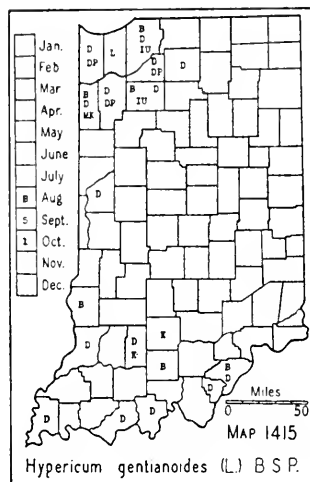 Jan.
Feb
Mar
Apr.
May
June
July
B Aug
5 Sept.
1 Oct.
Nov.
Dec.
B
D D
DP L IU D D
DP
B B D
D D IU
MK DP
D
B
D D K
K
B B
D
D
D D D
Miles
0 50
MAP 1415
Hypericum gentianoides (L.) B S P.